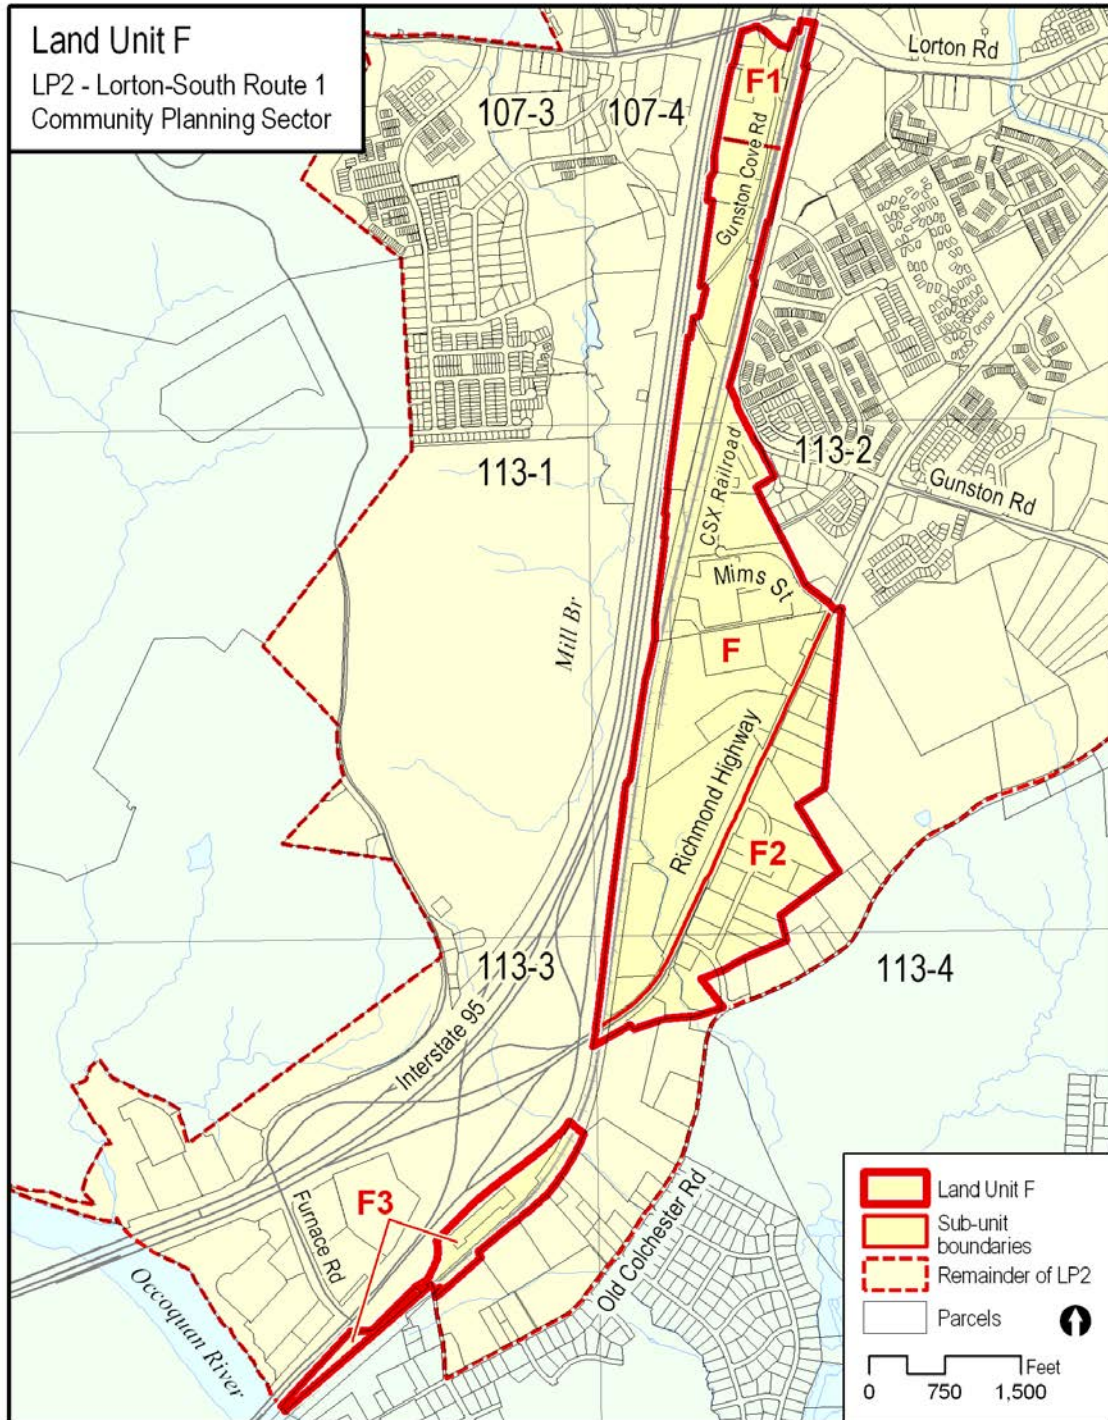 Land Unit F
LP2 - Lorton-South Route 1
Community Planning Sector
Lorton Rd
F1
107-3
107-4
Gunston Cove Rd
113-2
CSX Railroad
Gunston Rd
113-1
Mims St
Mill Br
F
Richmond Highway
F2
113-3
113-4
Interstate 95
F3
Furnace Rd
Old Colchester Rd
Occoquan River
Land Unit F
Sub-unit
boundaries
Remainder of LP2
Parcels
Feet
0 750 1,500